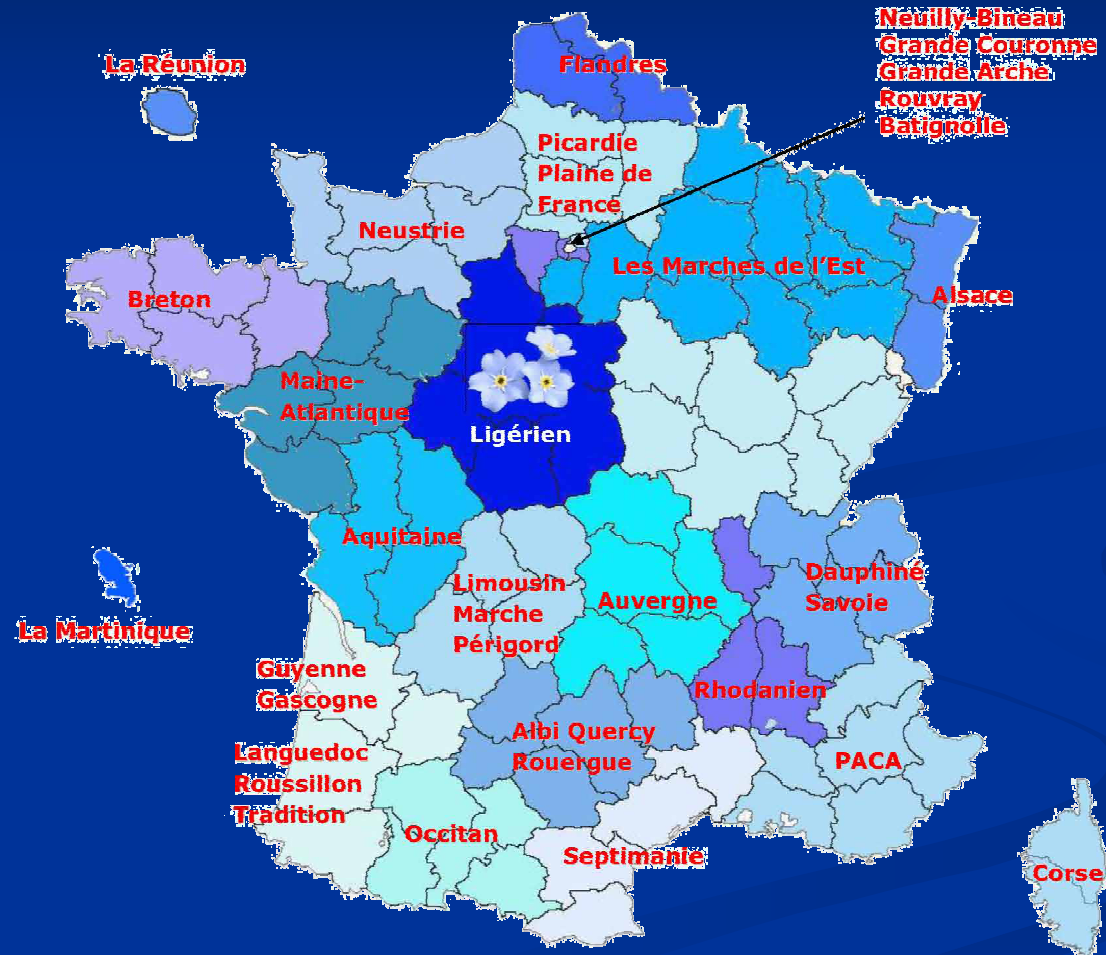 Neuilly-Bineau
Grande Couronne
Grande Arche
Rouvray
Batignolle
La Réunion
Flandres
Picardie
Plaine de
France
Neustrie
Les Marches de l'Est
Breton
Alsace
Maine-
Atlantique
Ligérien
Aquitaine
Limousin
Marche
Périgord
Auvergne
Dauphiné
Savoie
La Martinique
Guyenne
Gascogne
Rhodanien
Albi Quercy
Rouergue
Languedoc
Roussillon
Tradition
PACA
Occitan
Septimanie
Corse